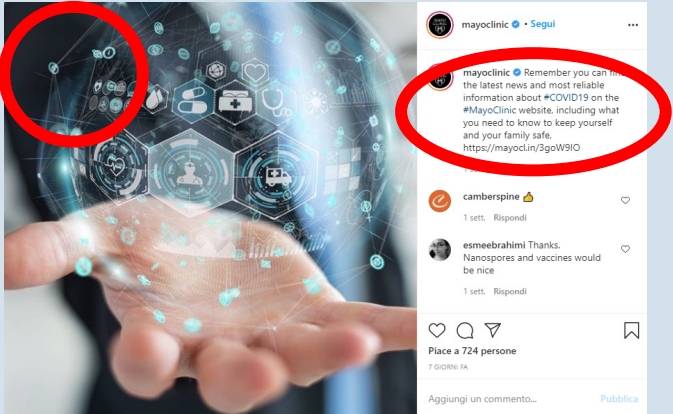 mayoclinic • Segui
mayoclinic Remember you can
the latest news and most reliable
information about #COVID19 on the
#MayoClinic website, including what
you need to know to keep yourself
and your family safe.
https://mayocl.in/3goW9IO
camberspine 👍
1 sett. Rispondi
esmeebrahimi Thanks.
Nanospores and vaccines would
be nice
1 sett. Rispondi
Piace a 724 persone
7 GIORNI FA
Aggiungi un commento... Pubblica